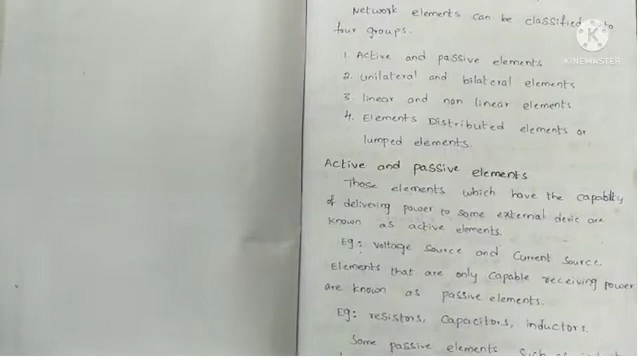 Network elements can be classified to
four groups.
1. Active and passive elements
2. unilateral and bilateral elements
3. linear and non linear elements
4. Elements Distributed elements or
lumped elements.
Active and passive elements
Those elements which have the capability
of delivering power to some external device are
known as active elements.
Eg: voltage source and current source.
Elements that are only capable receiving power
are known as passive elements.
Eg: resistors, capacitors, inductors.
Some passive elements such
KINEMASTER